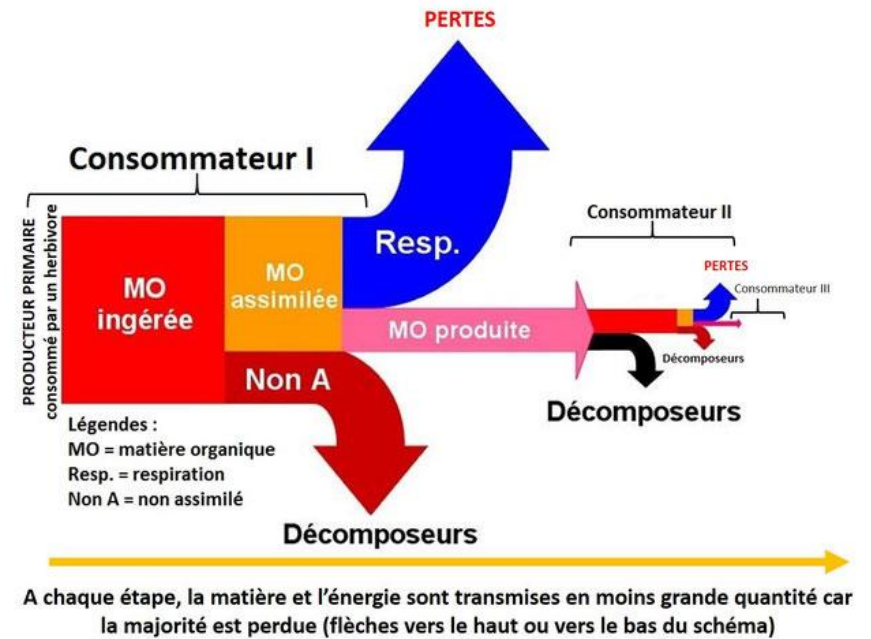 PERTES
Consommateur I
PRODUCTEUR PRIMAIRE
consommé par un herbivore
MO
ingérée
MO
assimilée
Resp.
MO produite
Non A
Consommateur II
PERTES
Consommateur III
Décomposeurs
Décomposeurs
Légendes :
MO = matière organique
Resp. = respiration
Non A = non assimilé
Décomposeurs
A chaque étape, la matière et l’énergie sont transmises en moins grande quantité car
la majorité est perdue (flèches vers le haut ou vers le bas du schéma)